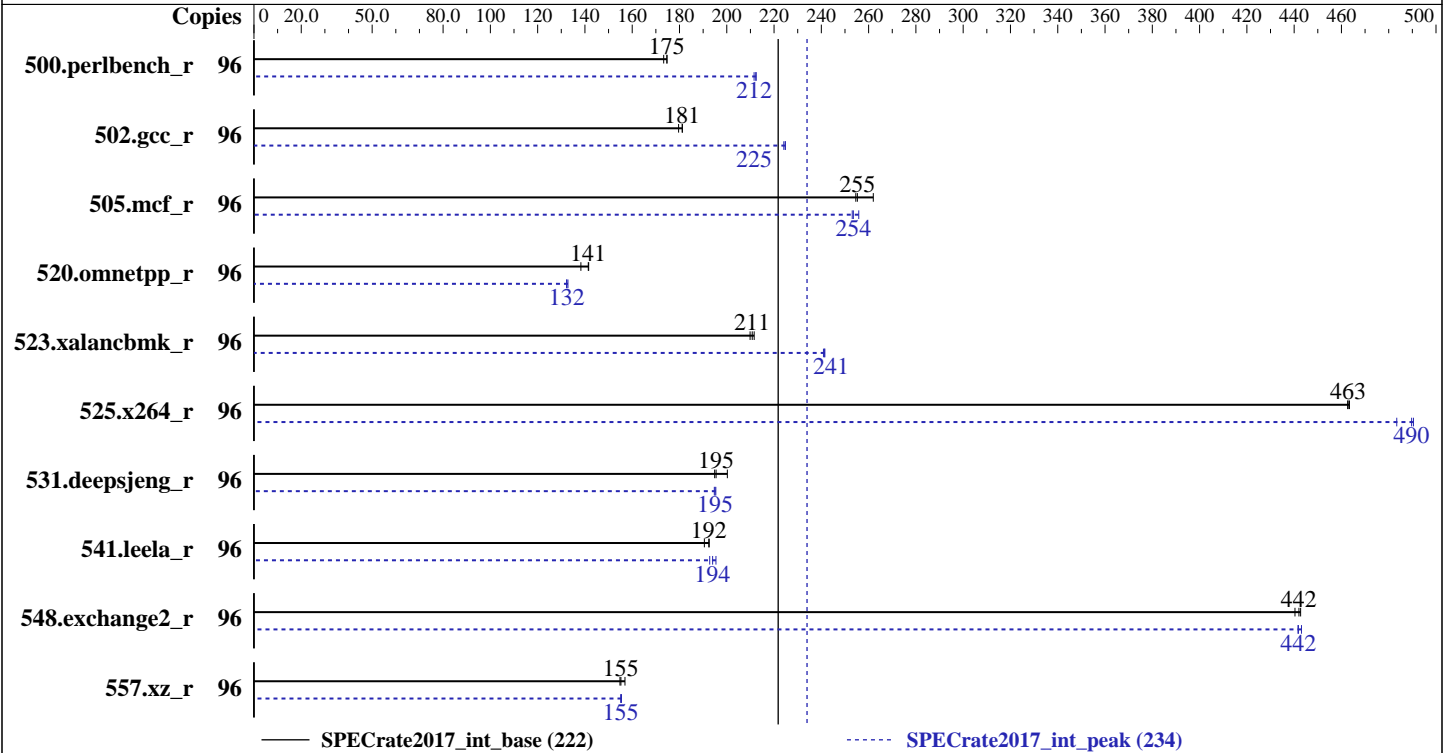 Copies 0 20.0 50.0 80.0 100 120 140 160 180 200 220 240 260 280 300 320 340 360 380 400 420 440 460 500
175
500.perlbench_r 96
212
181
502.gcc_r 96
225
255
505.mcf_r 96
254
141
520.omnetpp_r 96
132
211
523.xalancbmk_r 96
241
463
525.x264_r 96
490
195
531.deepsjeng_r 96
195
192
541.leela_r 96
194
442
548.exchange2_r 96
442
155
557.xz_r 96
155
SPECrate2017_int_base (222) SPECrate2017_int_peak (234)